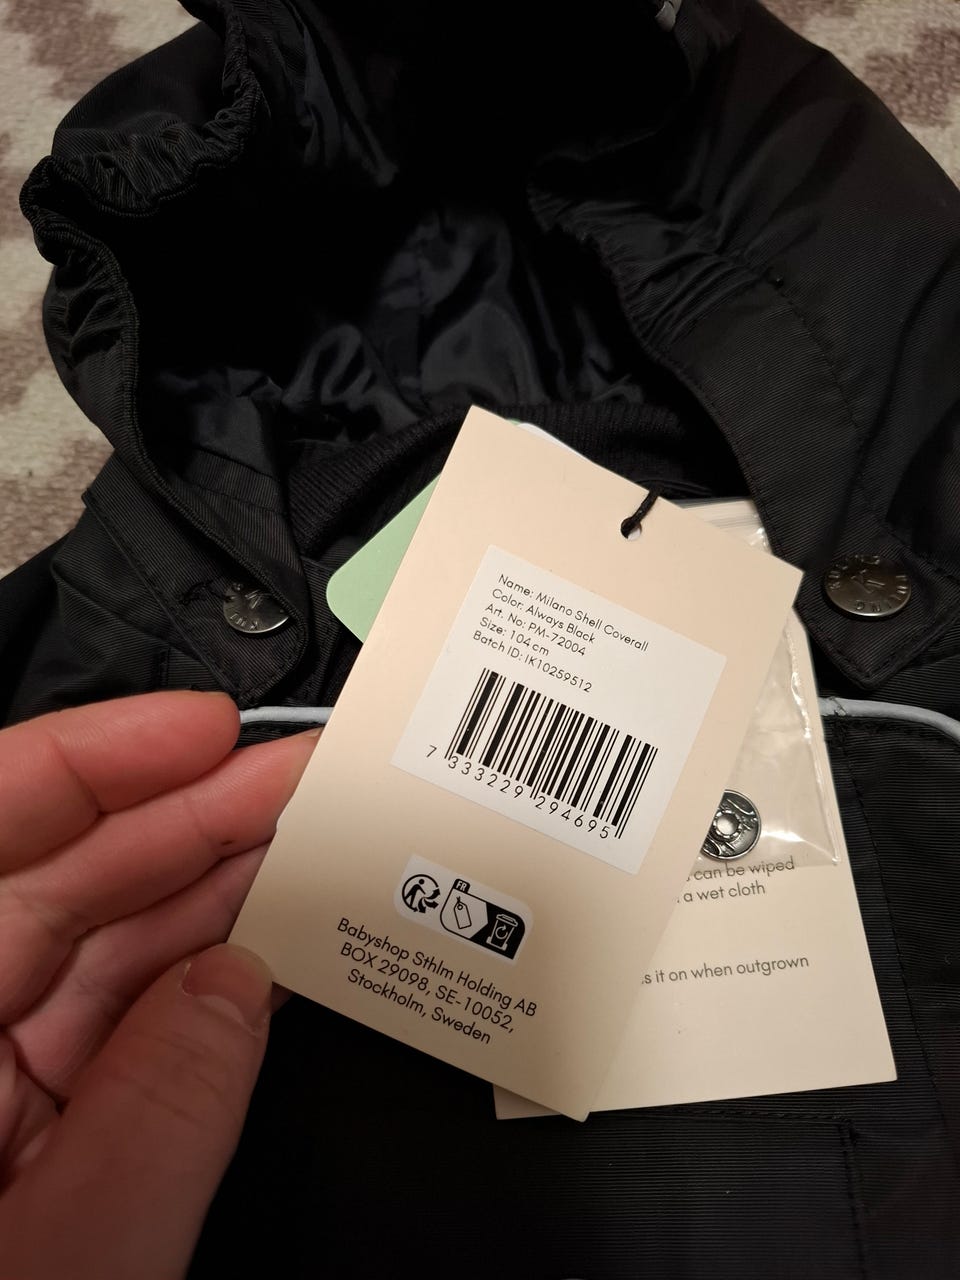 Name: Milano Shell Coverall
Color: Always Black
Art. No: PM-72004
Size: 104 cm
Batch ID: IK10259512
7 333229 294695
FR
Babyshop Sthlm Holding AB
BOX 29098, SE-10052,
Stockholm, Sweden
can be wiped
a wet cloth
s it on when outgrown